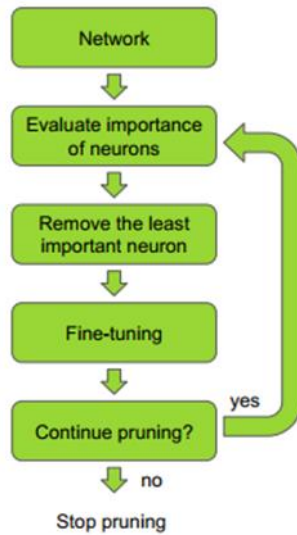 Network
Evaluate importance
of neurons
Remove the least
important neuron
Fine-tuning
yes
Continue pruning?
no
Stop pruning